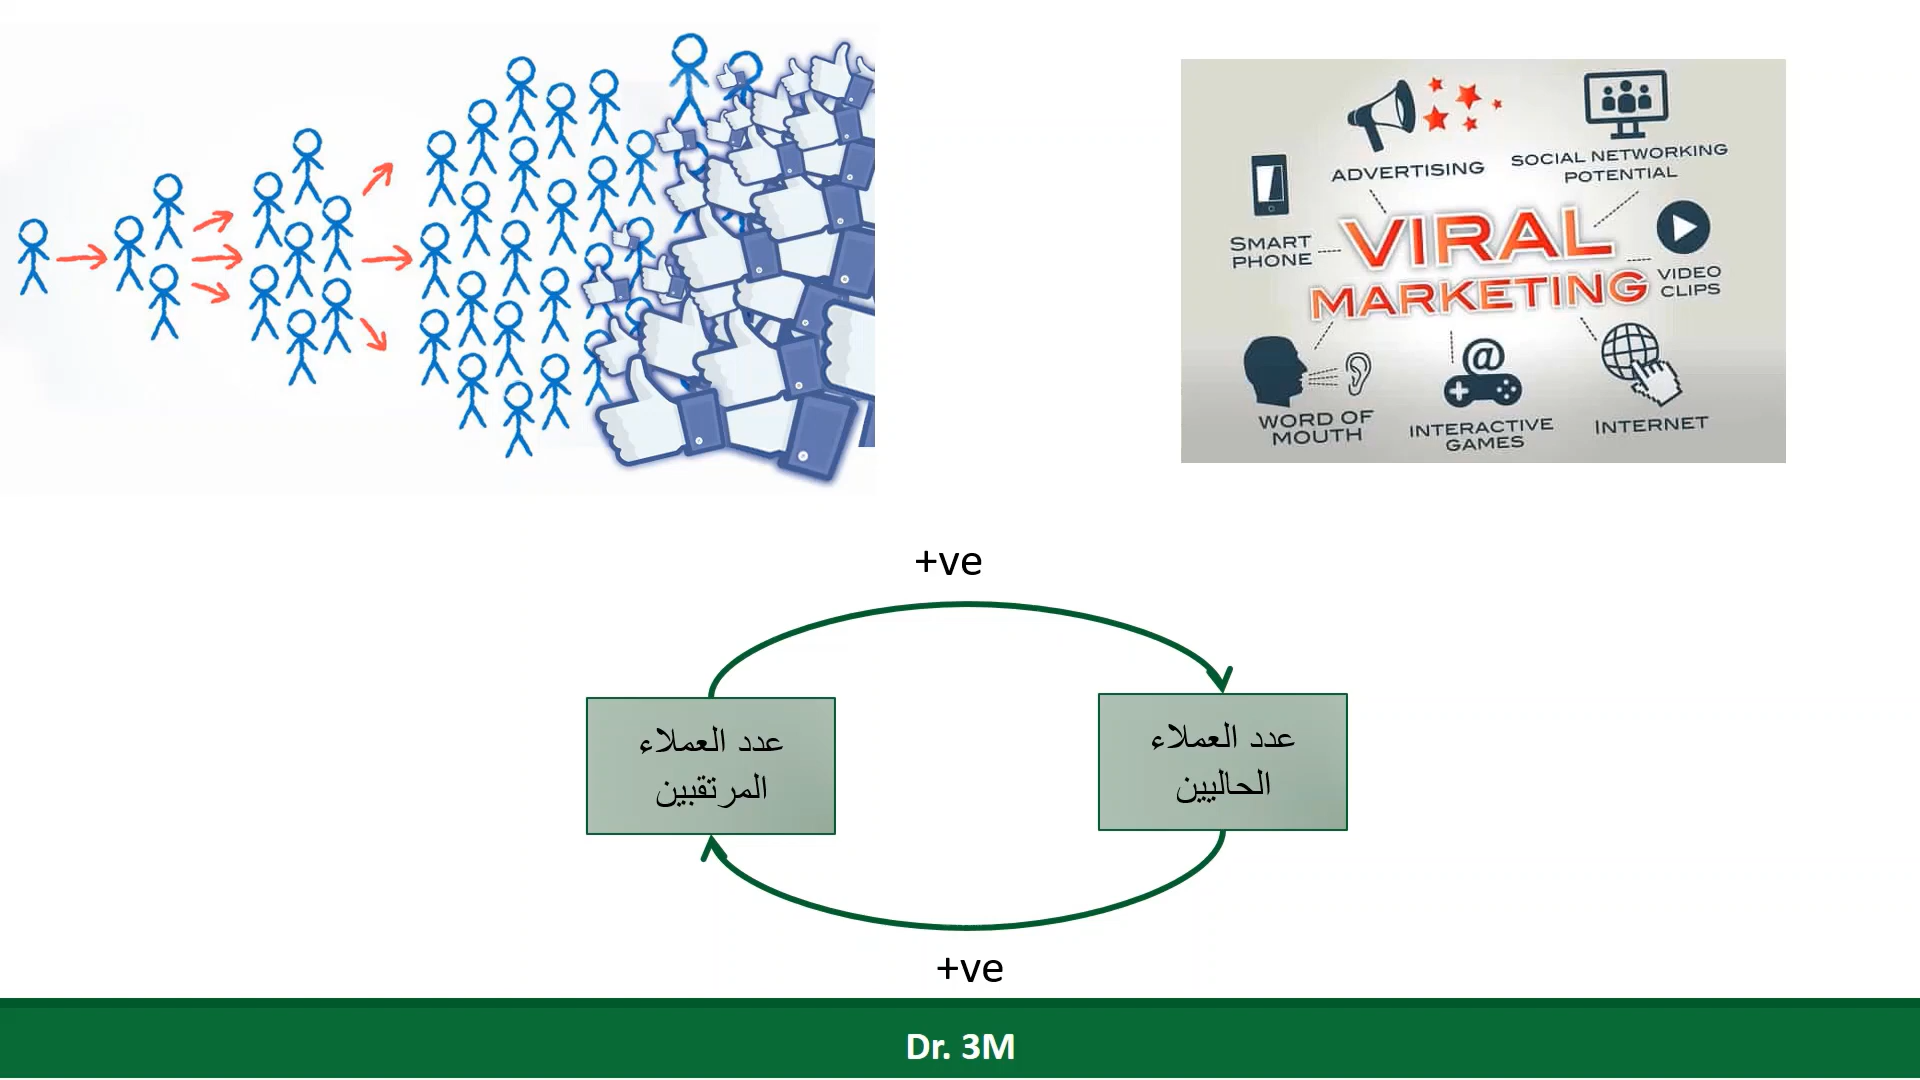 ADVERTISING
SOCIAL NETWORKING
POTENTIAL
SMART
PHONE
VIRAL
MARKETING
VIDEO
CLIPS
WORD OF
MOUTH
@
INTERACTIVE
GAMES
INTERNET
+ve
عدد العملاء
المرتقبين
عدد العملاء
الحاليين
+ve
Dr. 3M